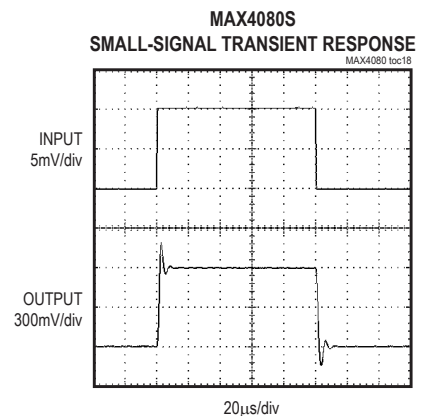 MAX4080S
SMALL-SIGNAL TRANSIENT RESPONSE
MAX4080 toc18
INPUT
5mV/div
OUTPUT
300mV/div
20μs/div